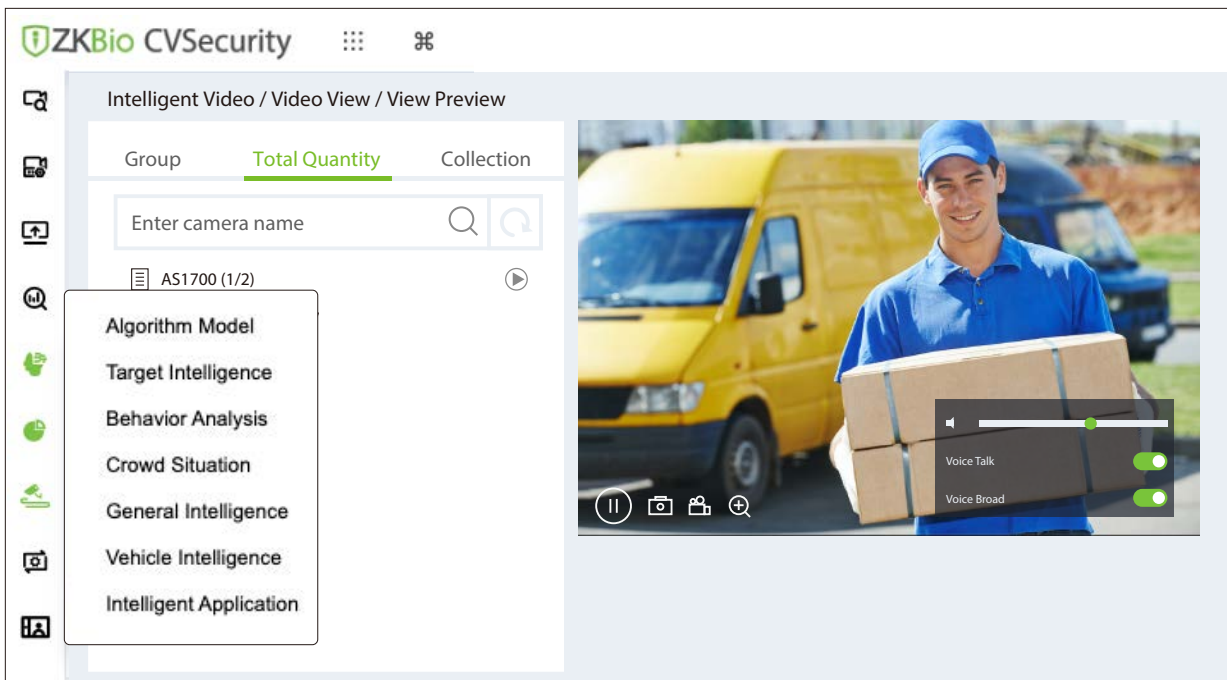 ZKBio CVSecurity
Intelligent Video / Video View / View Preview
Group Total Quantity Collection
Enter camera name
AS1700 (1/2)
Algorithm Model
Target Intelligence
Behavior Analysis
Crowd Situation
General Intelligence
Vehicle Intelligence
Intelligent Application
Voice Talk
Voice Broad